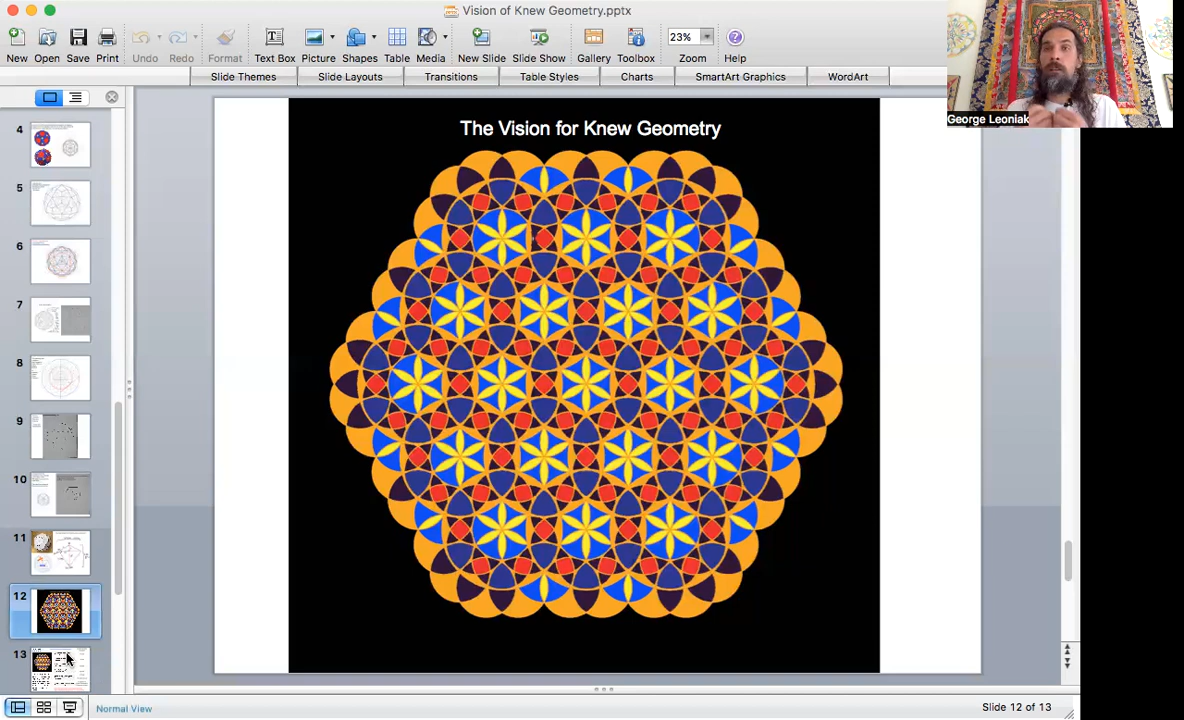 Vision of Knew Geometry.pptx
New Open Save Print Undo Redo Format Text Box Picture Shapes Table Media New Slide Slide Show Gallery Toolbox 23% Zoom Help
Slide Themes Slide Layouts Transitions Table Styles Charts SmartArt Graphics WordArt
George Leoniak
The Vision for Knew Geometry
4
5
6
7
8
9
10
11
12
13
Normal View
Slide 12 of 13